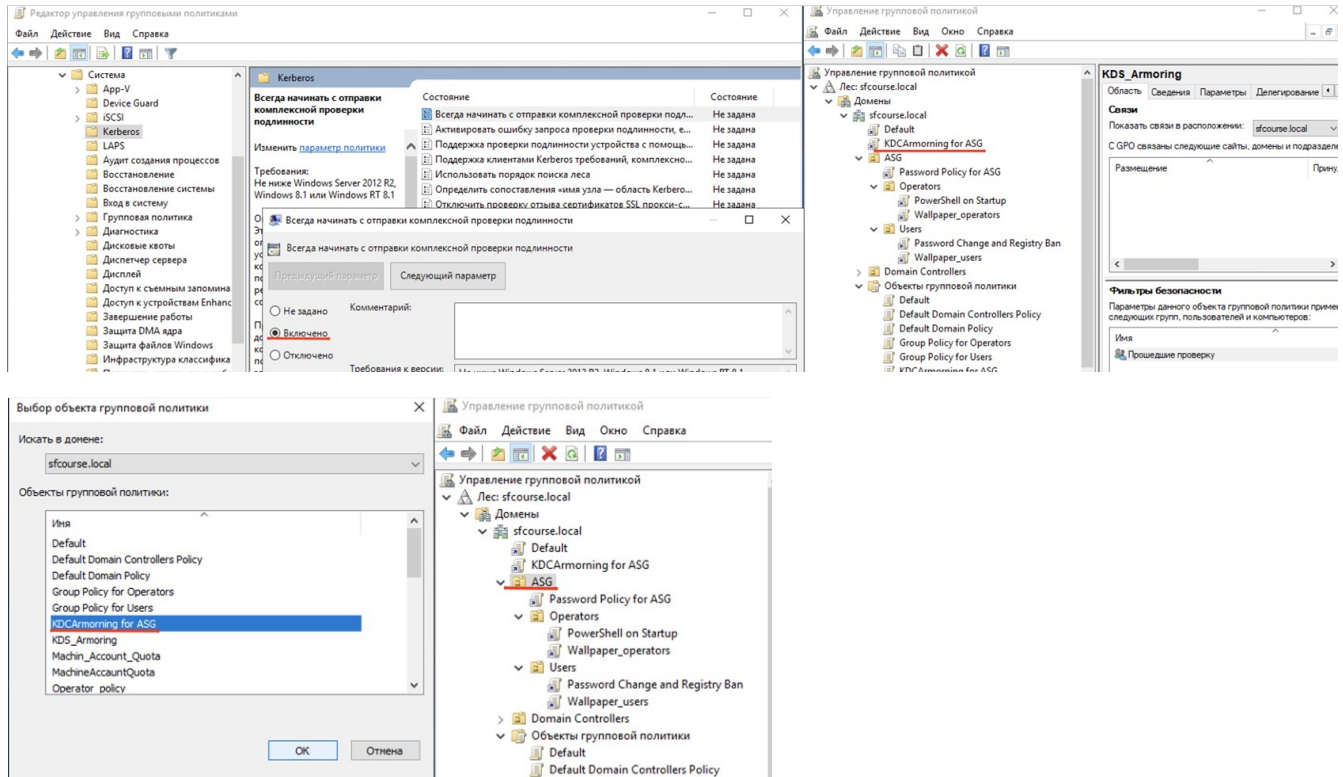 Редактор управления групповыми политиками
Файл Действие Вид Справка
Система
App-V
Device Guard
iSCSI
Kerberos
LAPS
Аудит создания процессов
Восстановление
Восстановление системы
Вход в систему
Групповая политика
Диагностика
Дисковые квоты
Диспетчер сервера
Дисплей
Доступ к съемным запомина
Доступ к устройствам Enhanc
Завершение работы
Защита DMA ядра
Защита файлов Windows
Инфраструктура классифика
Kerberos
Всегда начинать с отправки
комплексной проверки
подлинности
Изменить параметр политики
Требования:
Не ниже Windows Server 2012 R2,
Windows 8.1 или Windows RT 8.1
Состояние Состояние
Всегда начинать с отправки комплексной проверки подл... Не задана
Активировать ошибку запроса проверки подлинности, е... Не задана
Поддержка проверки подлинности устройства с помощь... Не задана
Поддержка клиентами Kerberos требований, комплексно... Не задана
Использовать порядок поиска леса Не задана
Определить сопоставления «имя узла — область Kerbero... Не задана
Отключить проверку отзыва сертификатов SSL прокси-с... Не задана
Всегда начинать с отправки комплексной проверки подлинности
Всегда начинать с отправки комплексной проверки подлинности
Предыдущий параметр Следующий параметр
Не задано Комментарий:
Включено
Отключено
Требования к версии: Не ниже Windows Server 2012 R2, Windows 8.1 или Windows RT 8.1
Управление групповой политикой
Файл Действие Вид Окно Справка
Управление групповой политикой
Лес: sfcourse.local
Домены
sfcourse.local
Default
KDCArmorning for ASG
ASG
Password Policy for ASG
Operators
PowerShell on Startup
Wallpaper_operators
Users
Password Change and Registry Ban
Wallpaper_users
Domain Controllers
Объекты групповой политики
Default
Default Domain Controllers Policy
Default Domain Policy
Group Policy for Operators
Group Policy for Users
KDCArmorning for ASG
KDS_Armoring
Область Сведения Параметры Делегирование
Связи
Показать связи в расположении: sfcourse.local
С GPO связаны следующие сайты, домены и подразделе
Размещение Прину
Фильтры безопасности
Параметры данного объекта групповой политики приме
следующих групп, пользователей и компьютеров:
Имя
Прошедшие проверку
Выбор объекта групповой политики
Искать в домене:
sfcourse.local
Объекты групповой политики:
Имя
Default
Default Domain Controllers Policy
Default Domain Policy
Group Policy for Operators
Group Policy for Users
KDCArmorning for ASG
KDS_Armoring
Machin_Account_Quota
MachineAccauntQuota
Operator_policy
OK Отмена
Управление групповой политикой
Файл Действие Вид Окно Справка
Управление групповой политикой
Лес: sfcourse.local
Домены
sfcourse.local
Default
KDCArmorning for ASG
ASG
Password Policy for ASG
Operators
PowerShell on Startup
Wallpaper_operators
Users
Password Change and Registry Ban
Wallpaper_users
Domain Controllers
Объекты групповой политики
Default
Default Domain Controllers Policy